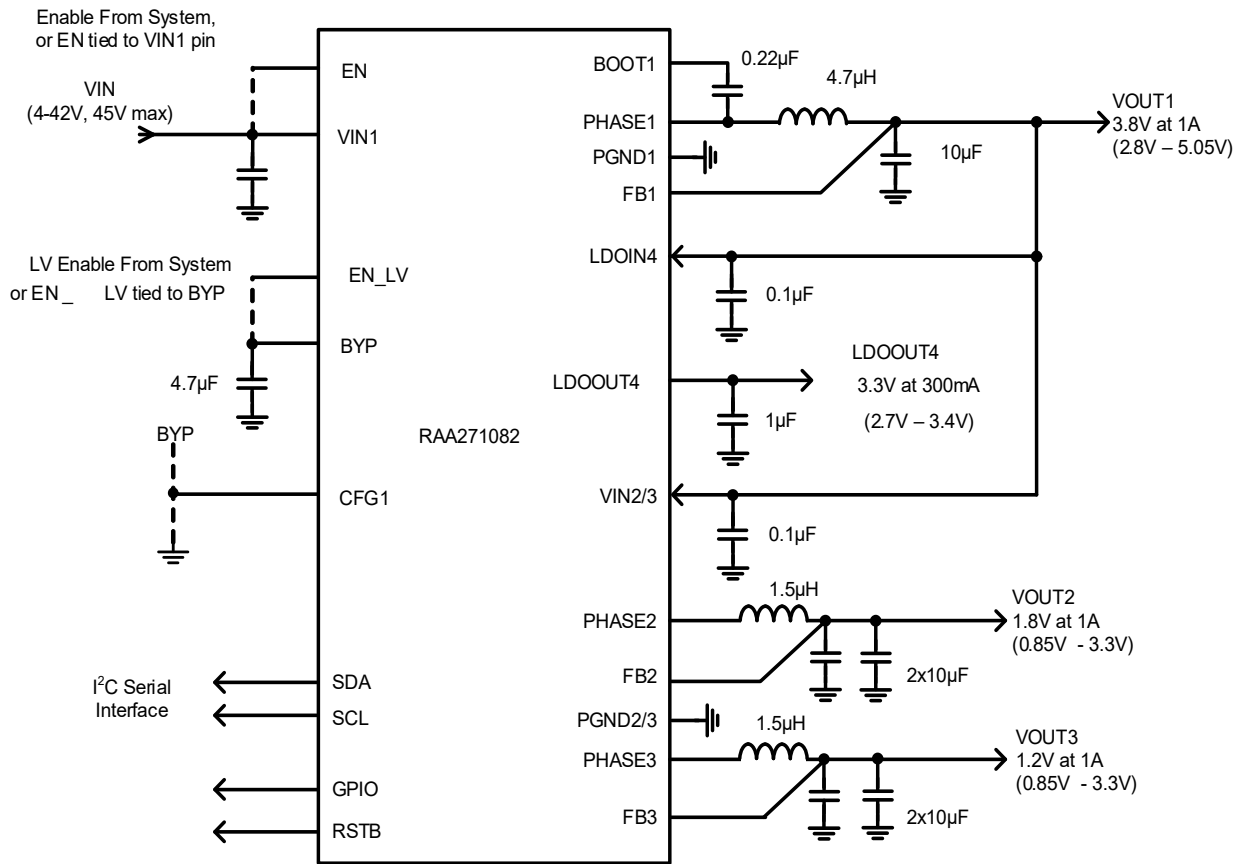 Enable From System,
or EN tied to VIN1 pin
VIN
(4-42V, 45V max)
EN
VIN1
LV Enable From System
or EN _ LV tied to BYP
EN_LV
BYP
4.7µF
BYP
CFG1
I²C Serial
Interface
SDA
SCL
GPIO
RSTB
RAA271082
BOOT1
PHASE1
PGND1
FB1
LDOIN4
LDOOUT4
VIN2/3
PHASE2
FB2
PGND2/3
PHASE3
FB3
0.22µF
4.7µH
10µF
VOUT1
3.8V at 1A
(2.8V – 5.05V)
0.1µF
LDOOUT4
3.3V at 300mA
(2.7V – 3.4V)
1µF
0.1µF
1.5µH
VOUT2
1.8V at 1A
(0.85V - 3.3V)
2x10µF
1.5µH
VOUT3
1.2V at 1A
(0.85V - 3.3V)
2x10µF